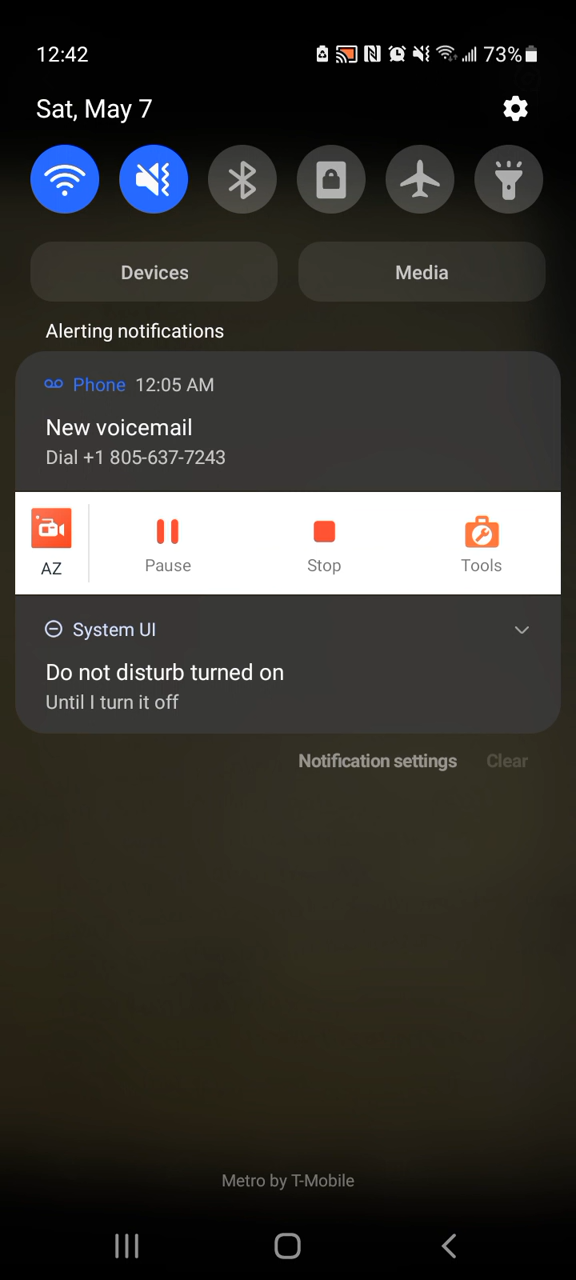 12:42
73%
Sat, May 7
Devices
Media
Alerting notifications
Phone 12:05 AM
New voicemail
Dial +1 805-637-7243
AZ
Pause
Stop
Tools
System UI
Do not disturb turned on
Until I turn it off
Notification settings
Clear
Metro by T-Mobile